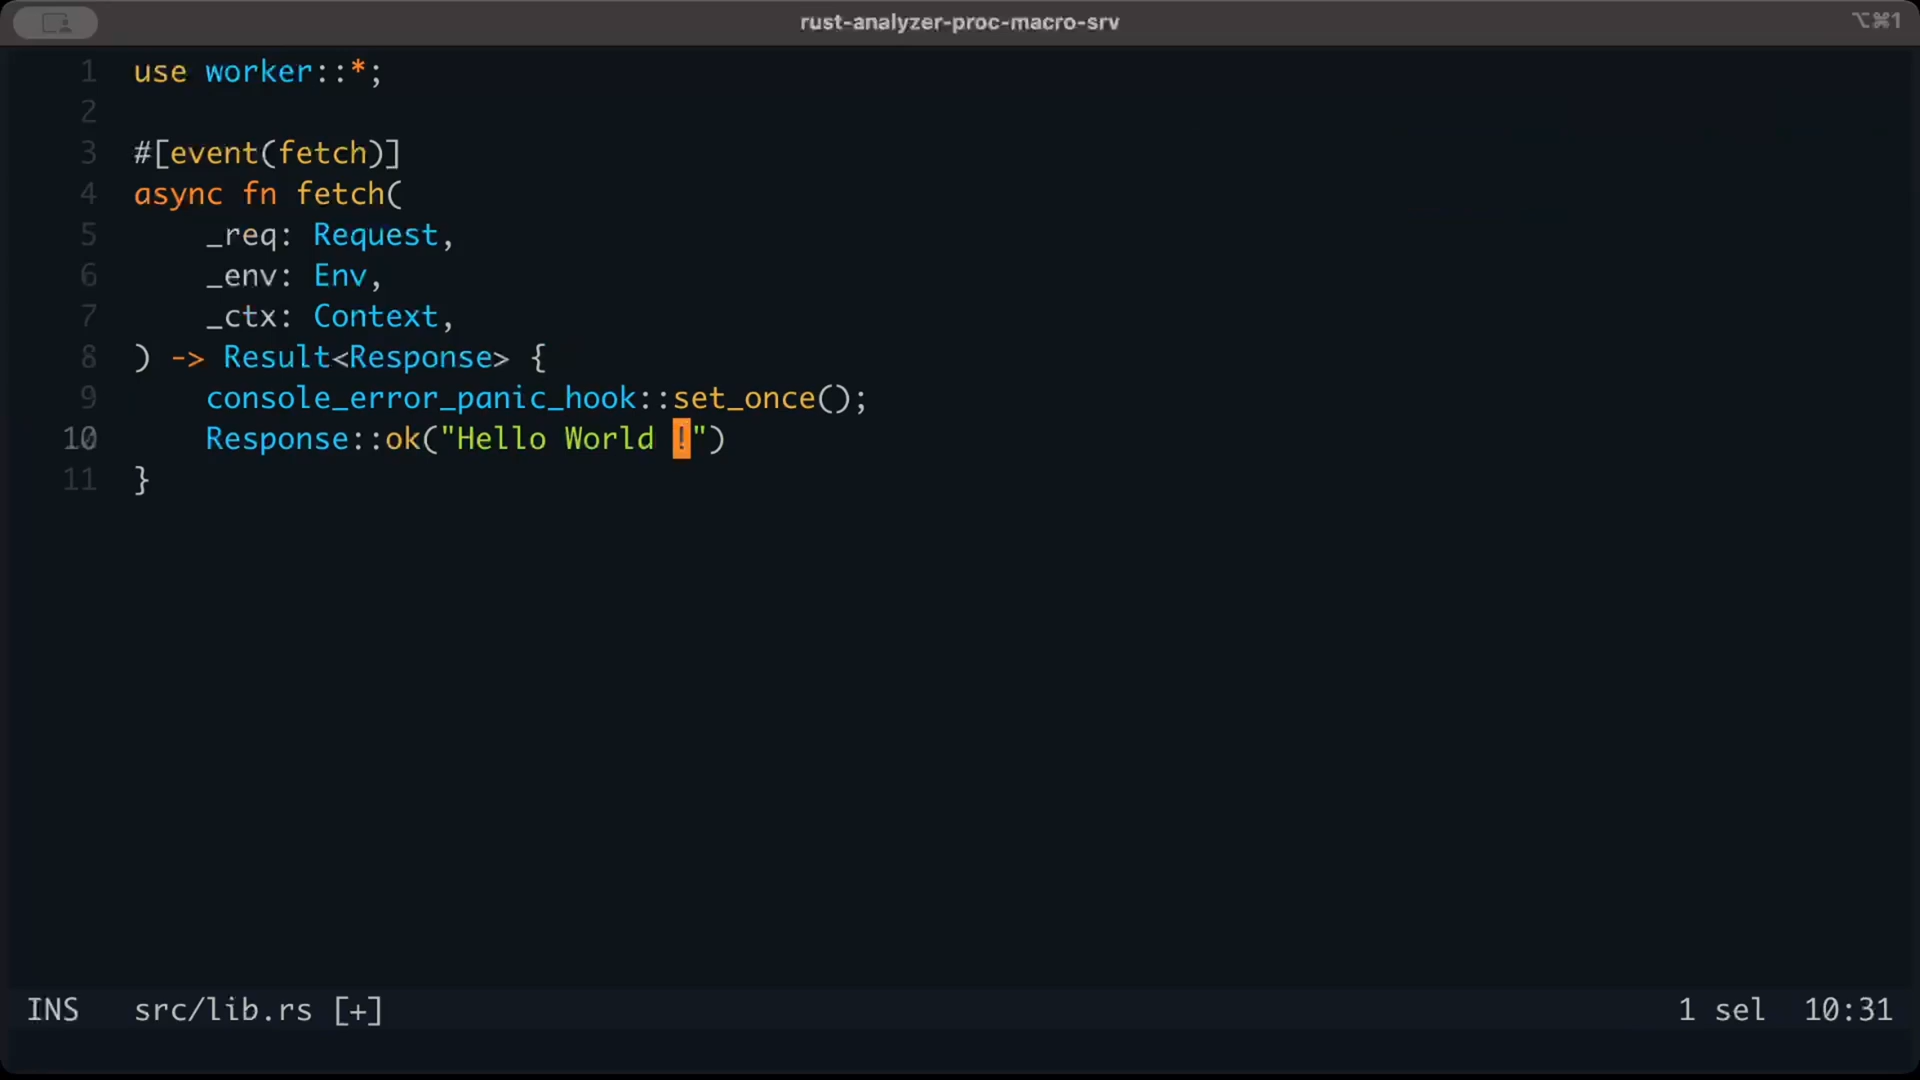 rust-analyzer-proc-macro-srv
⌥⌘1
1 use worker::*;
2
3 #[event(fetch)]
4 async fn fetch(
5     _req: Request,
6     _env: Env,
7     _ctx: Context,
8 ) -> Result<Response> {
9     console_error_panic_hook::set_once();
10     Response::ok("Hello World !")
11 }
INS src/lib.rs [+] 1 sel 10:31